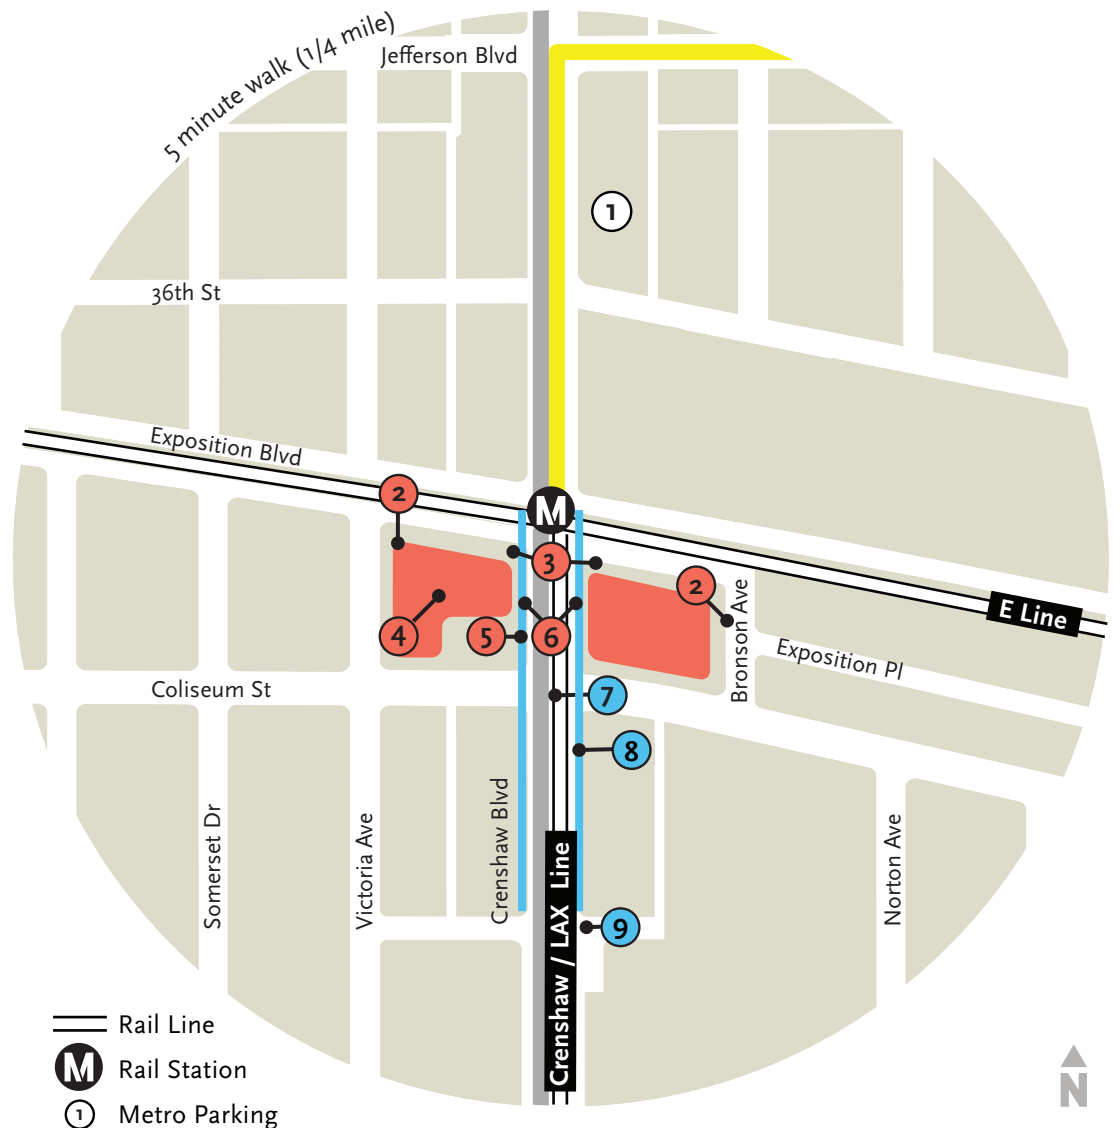 5 minute walk (1/4 mile)
Jefferson Blvd
1
36th St
Exposition Blvd
2
M
3
2
E Line
4
5
6
Bronson Ave
Exposition Pl
Coliseum St
7
8
Somerset Dr
Victoria Ave
Crenshaw Blvd
Crenshaw / LAX Line
Norton Ave
9
Rail Line
M Rail Station
1 Metro Parking
N